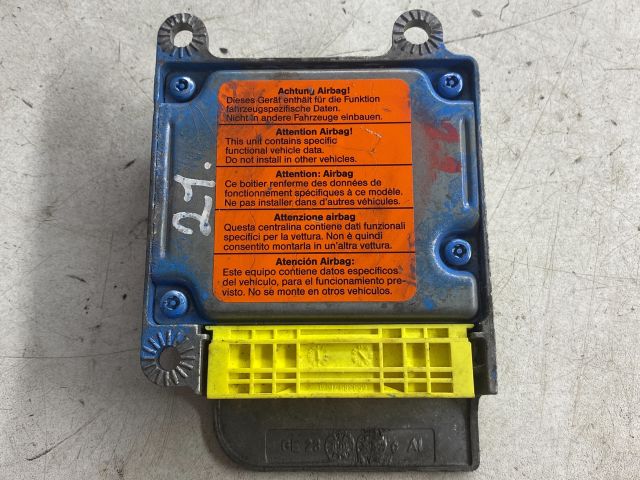 Achtung Airbag!
Dieses Gerät enthält für die Funktion
fahrzeugspezifische Daten.
Nicht in andere Fahrzeuge einbauen.
Attention Airbag!
This unit contains specific
functional vehicle data.
Do not install in other vehicles.
Attention: Airbag
Ce boîtier renferme des données de
fonctionnement spécifiques à ce modèle.
Ne pas installer dans d'autres véhicules.
Attenzione airbag
Questa centralina contiene dati funzionali
specifici per la vettura. Non è quindi
consentito montarla in un'altra vettura.
Atención Airbag:
Este equipo contiene datos específicos
del vehículo, para el funcionamiento pre-
visto. No se monte en otros vehículos.
21.